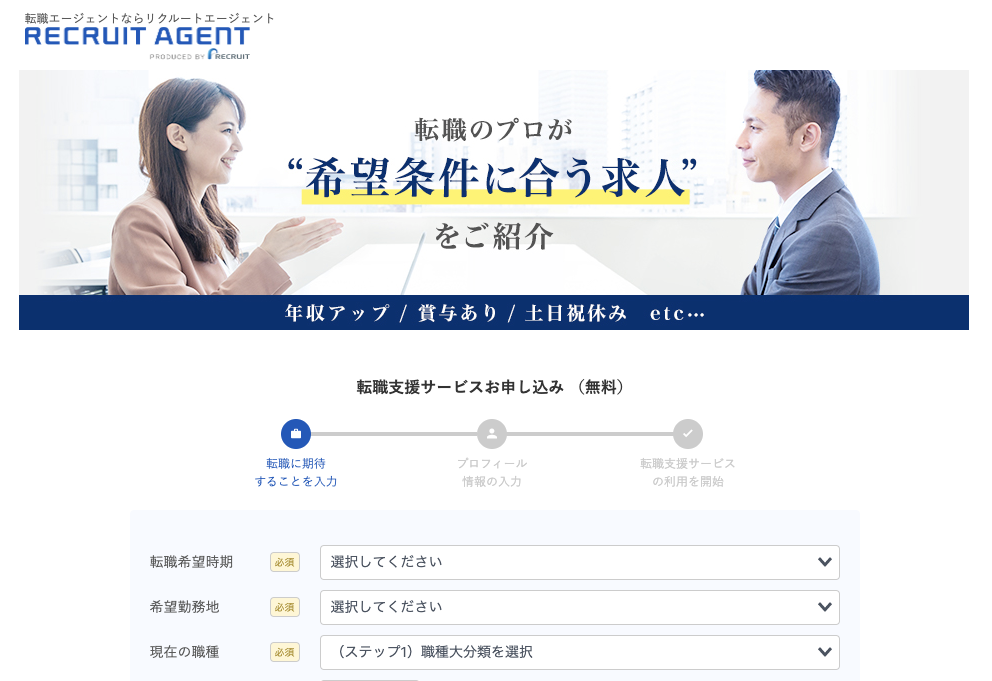 転職エージェントならリクルートエージェント
RECRUIT AGENT
PRODUCED BY RECRUIT
転職のプロが
“希望条件に合う求人”
をご紹介
年収アップ / 賞与あり / 土日祝休み etc…
転職支援サービスお申し込み （無料）
転職に期待
することを入力
プロフィール
情報の入力
転職支援サービス
の利用を開始
転職希望時期 必須 選択してください
希望勤務地 必須 選択してください
現在の職種 必須 （ステップ1）職種大分類を選択